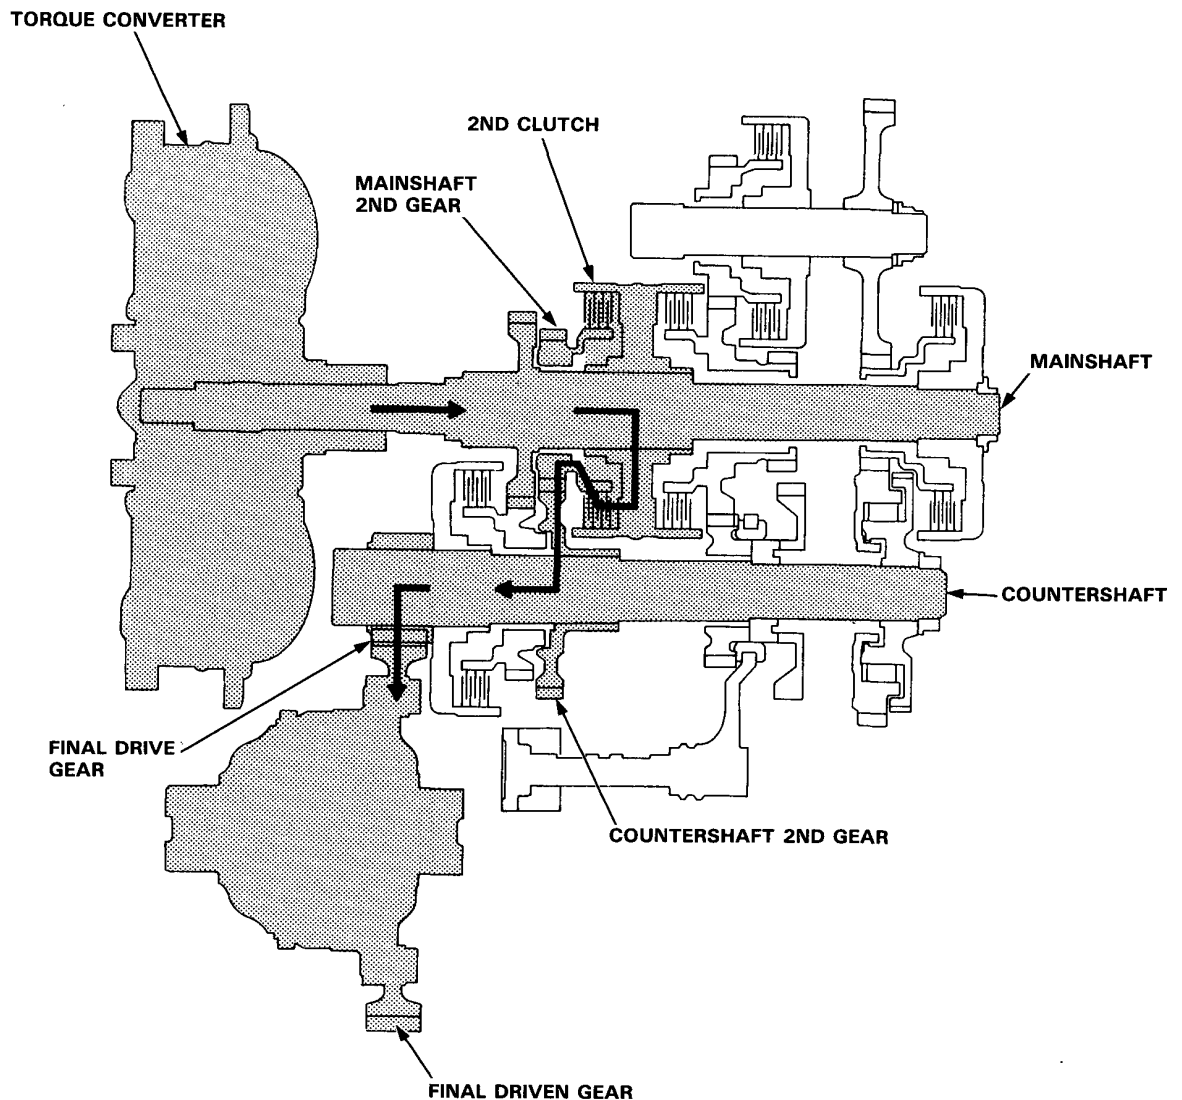 TORQUE CONVERTER
2ND CLUTCH
MAINSHAFT
2ND GEAR
MAINSHAFT
COUNTERSHAFT
FINAL DRIVE
GEAR
COUNTERSHAFT 2ND GEAR
FINAL DRIVEN GEAR